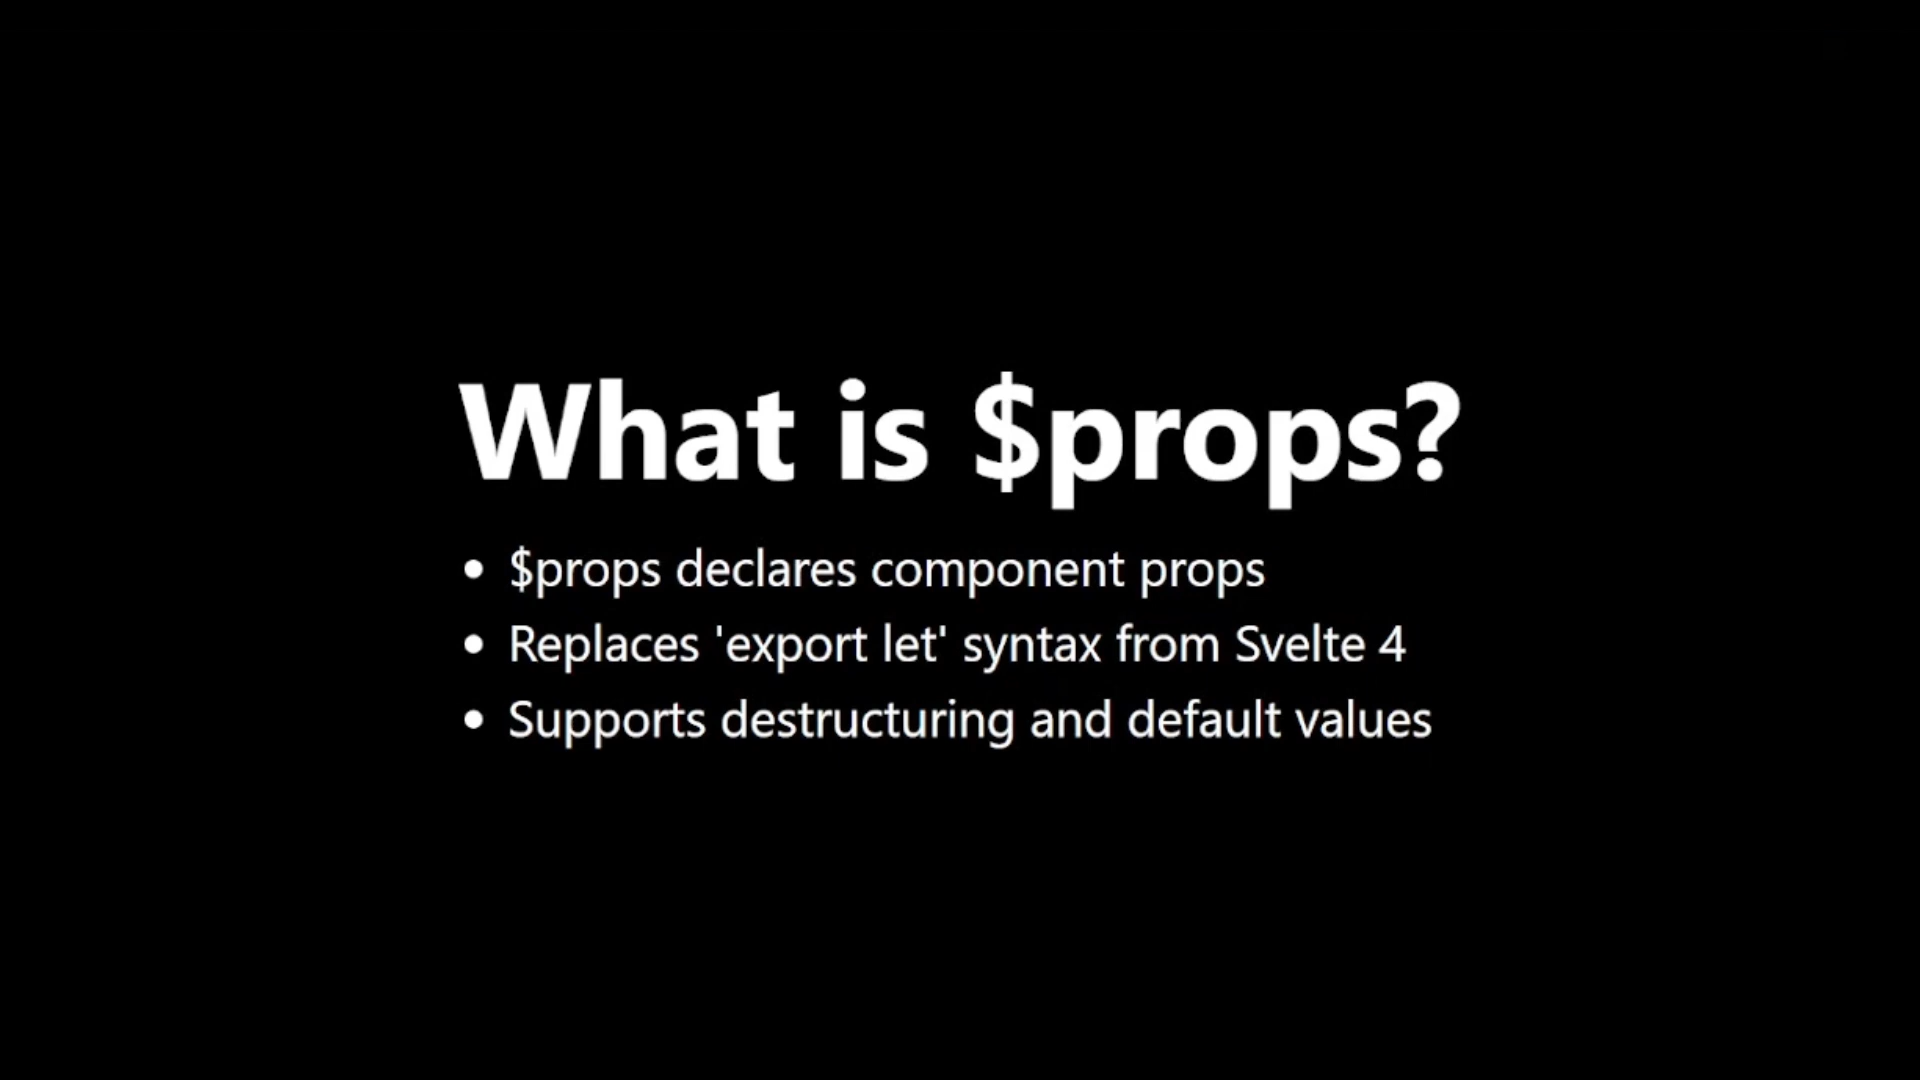 What is $props?
• $props declares component props
• Replaces 'export let' syntax from Svelte 4
• Supports destructuring and default values